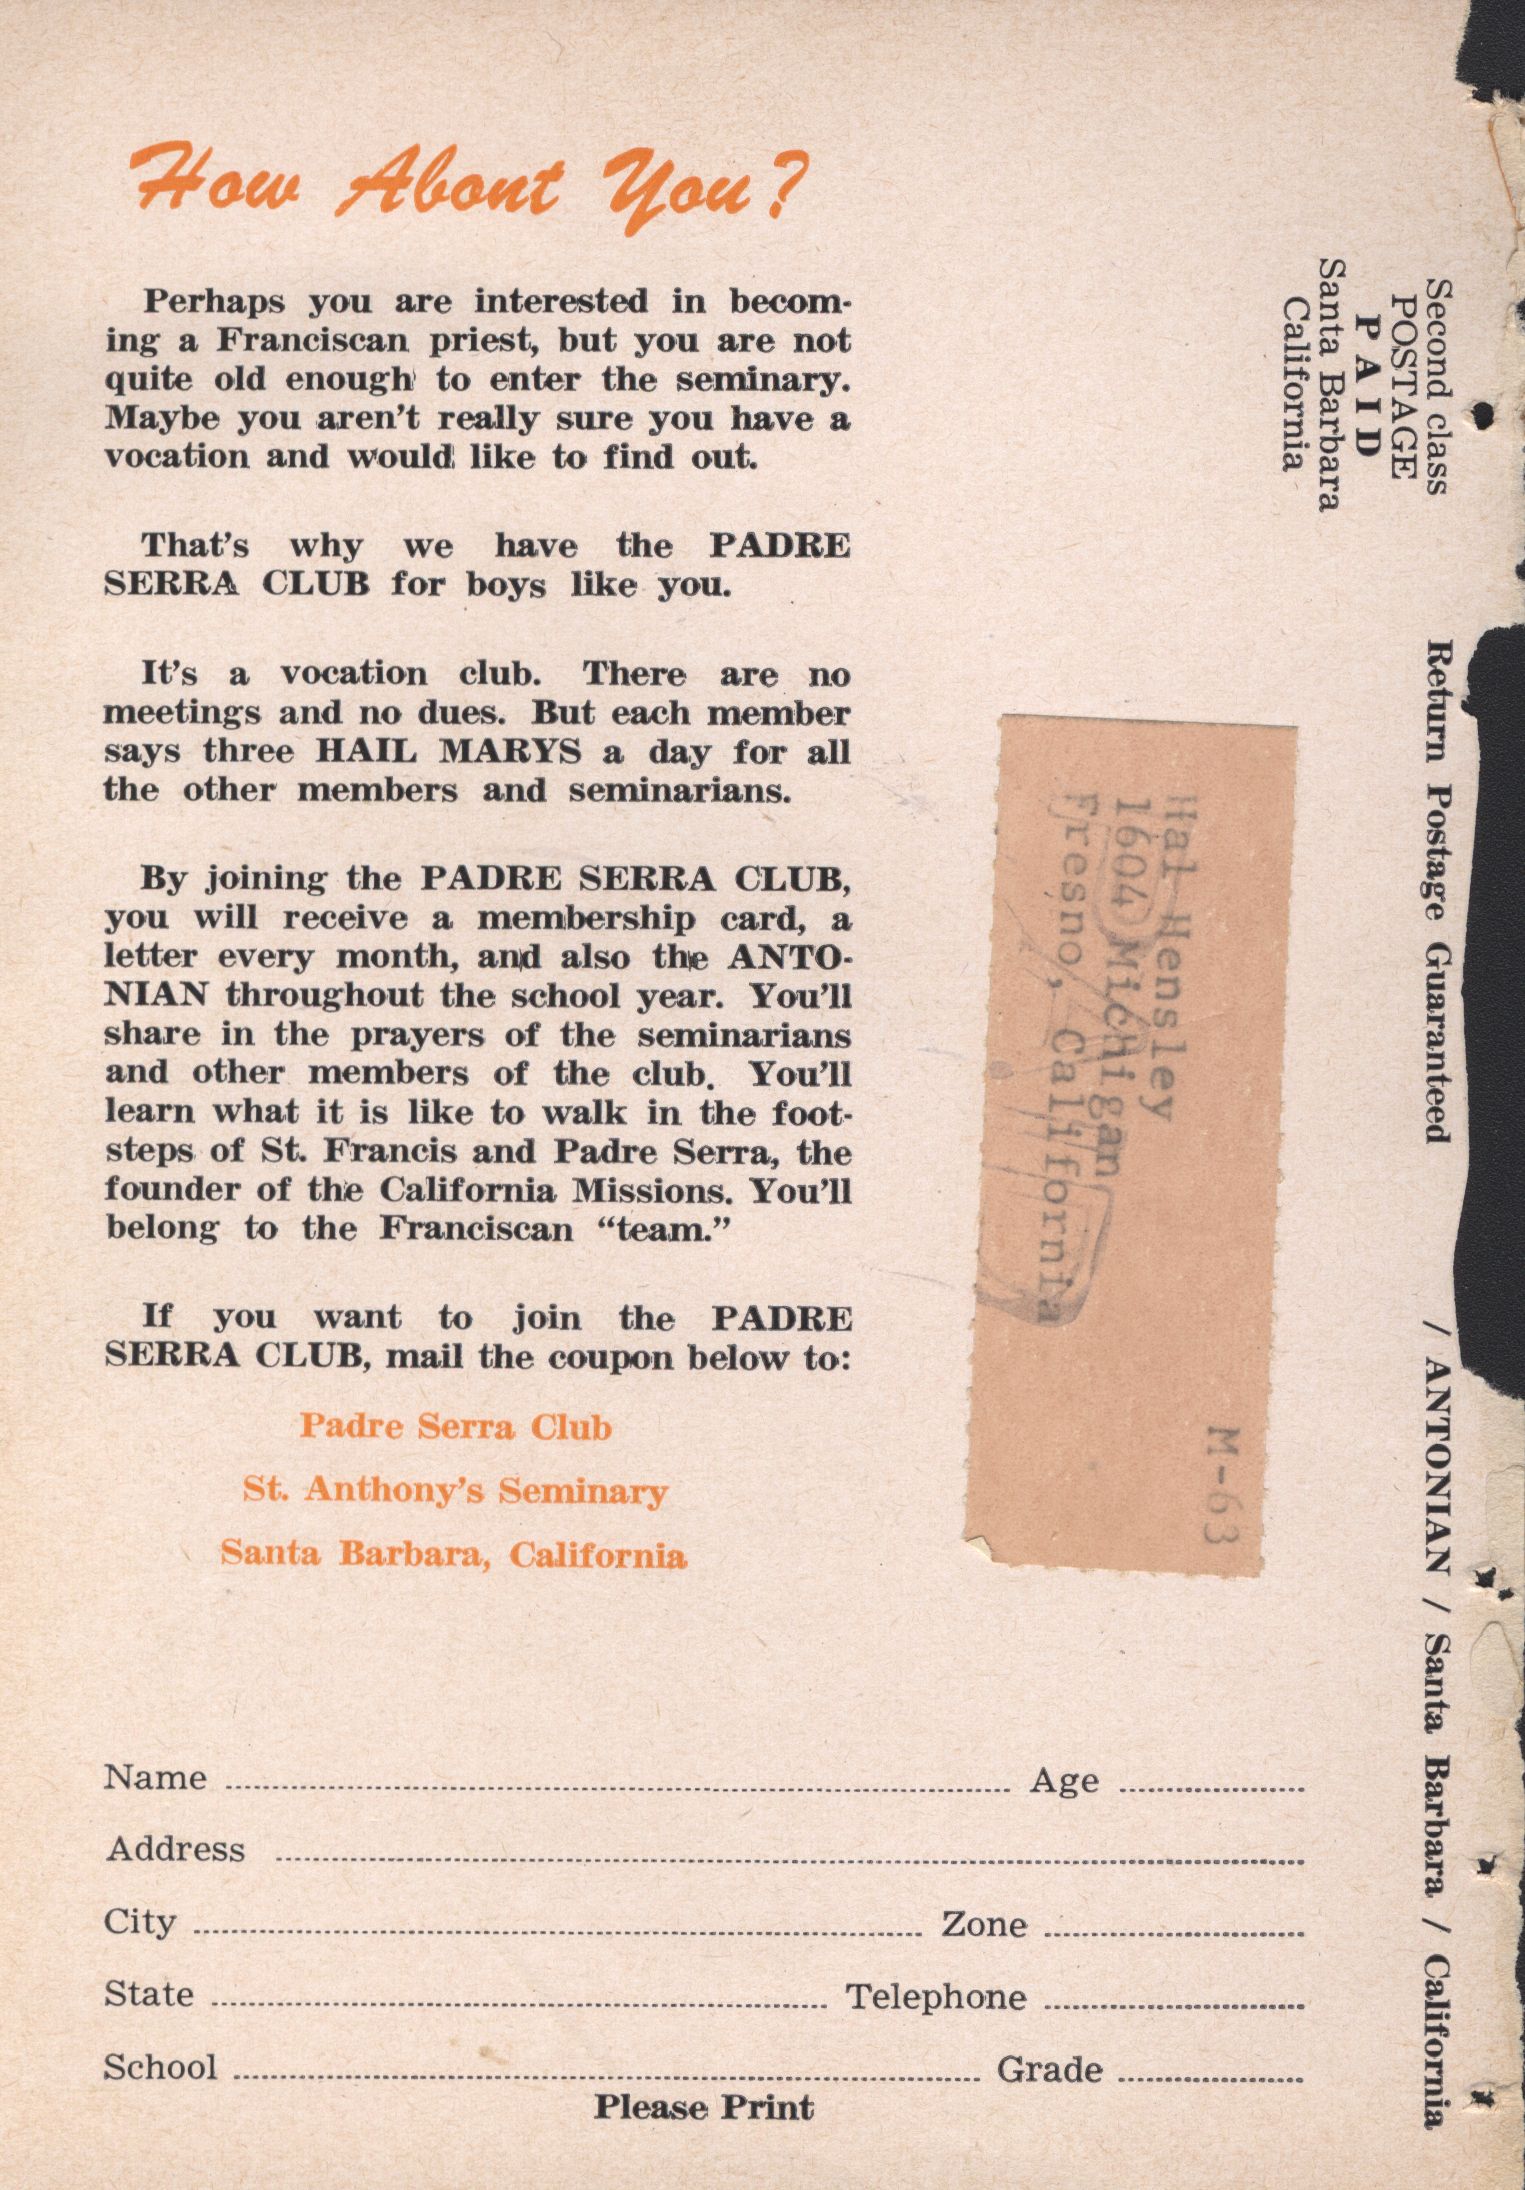 How About You?
Perhaps you are interested in becom-
ing a Franciscan priest, but you are not
quite old enough to enter the seminary.
Maybe you aren't really sure you have a
vocation and would like to find out.
That's why we have the PADRE
SERRA CLUB for boys like you.
It's a vocation club. There are no
meetings and no dues. But each member
says three HAIL MARYS a day for all
the other members and seminarians.
By joining the PADRE SERRA CLUB,
you will receive a membership card, a
letter every month, and also the ANTO-
NIAN throughout the school year. You'll
share in the prayers of the seminarians
and other members of the club. You'll
learn what it is like to walk in the foot-
steps of St. Francis and Padre Serra, the
founder of the California Missions. You'll
belong to the Franciscan "team."
If you want to join the PADRE
SERRA CLUB, mail the coupon below to:
Padre Serra Club
St. Anthony's Seminary
Santa Barbara, California
Name
Age
Address
City
Zone
State
Telephone
School
Grade
Please Print
Second class
POSTAGE
PAID
Santa Barbara
California
Return Postage Guaranteed / ANTONIAN / Santa Barbara / California
M-63
Hal Hensley
1604 Michigan
Fresno, California